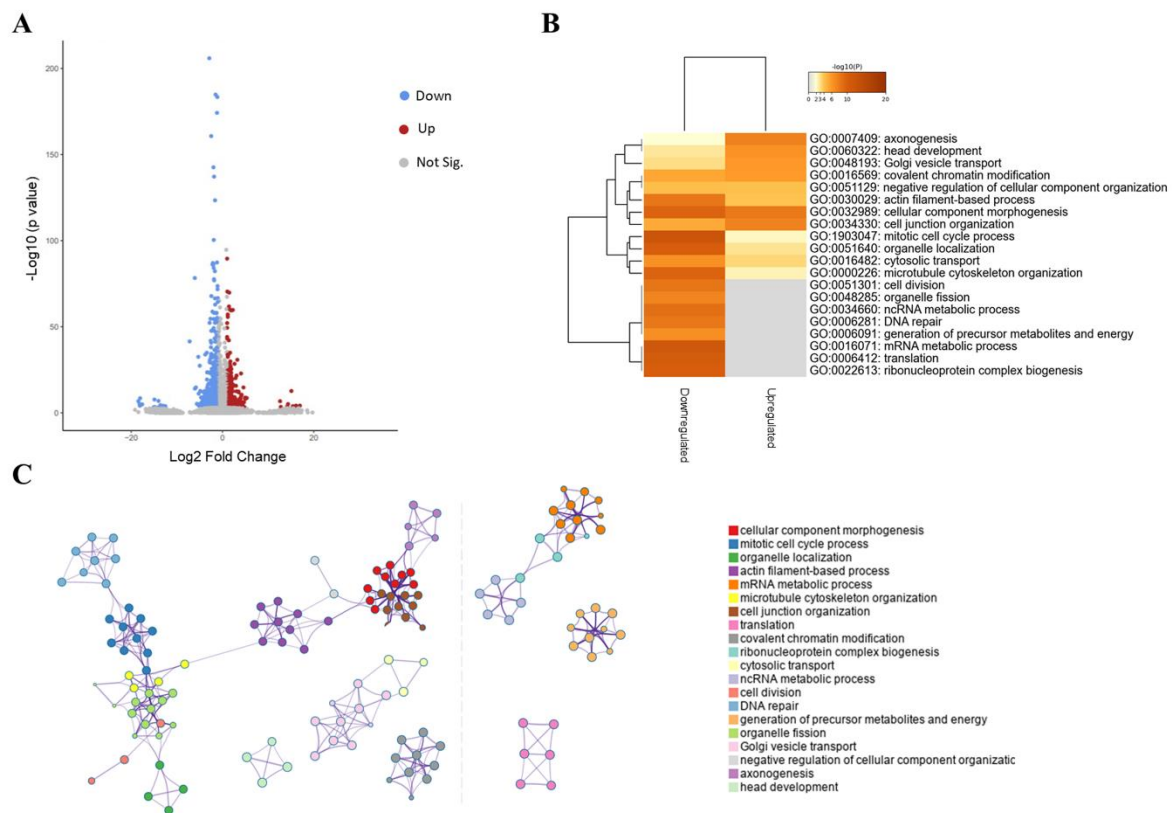 A
-Log10 (p value)
200
150
100
50
0
-20
0
20
Log2 Fold Change
Down
Up
Not Sig.
B
-log10(P)
0 2 3 4 6 10 20
GO:0007409: axonogenesis
GO:0060322: head development
GO:0048193: Golgi vesicle transport
GO:0016569: covalent chromatin modification
GO:0051129: negative regulation of cellular component organization
GO:0030029: actin filament-based process
GO:0032989: cellular component morphogenesis
GO:0034330: cell junction organization
GO:1903047: mitotic cell cycle process
GO:0051640: organelle localization
GO:0016482: cytosolic transport
GO:0000226: microtubule cytoskeleton organization
GO:0051301: cell division
GO:0048285: organelle fission
GO:0034660: ncRNA metabolic process
GO:0006281: DNA repair
GO:0006091: generation of precursor metabolites and energy
GO:0016071: mRNA metabolic process
GO:0006412: translation
GO:0022613: ribonucleoprotein complex biogenesis
Downregulated
Upregulated
C
cellular component morphogenesis
mitotic cell cycle process
organelle localization
actin filament-based process
mRNA metabolic process
microtubule cytoskeleton organization
cell junction organization
translation
covalent chromatin modification
ribonucleoprotein complex biogenesis
cytosolic transport
ncRNA metabolic process
cell division
DNA repair
generation of precursor metabolites and energy
organelle fission
Golgi vesicle transport
negative regulation of cellular component organizatic
axonogenesis
head development